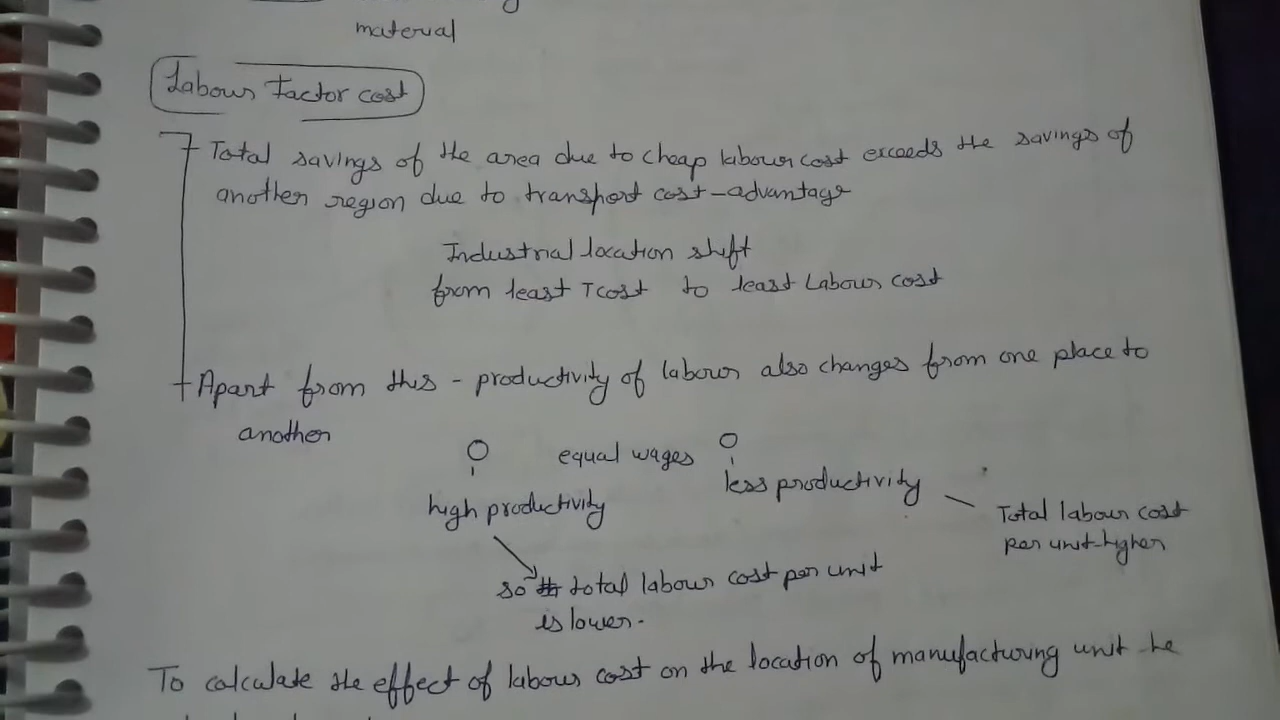 material
Labour Factor cost
Total savings of the area due to cheap labour cost exceeds the savings of
another region due to transport cost-advantage
Industrial location shift
from least T cost to least Labour cost
Apart from this - productivity of labour also changes from one place to
another
equal wages
high productivity
less productivity
Total labour cost
per unit-higher
so total labour cost per unit
is lower.
To calculate the effect of labour cost on the location of manufacturing unit he